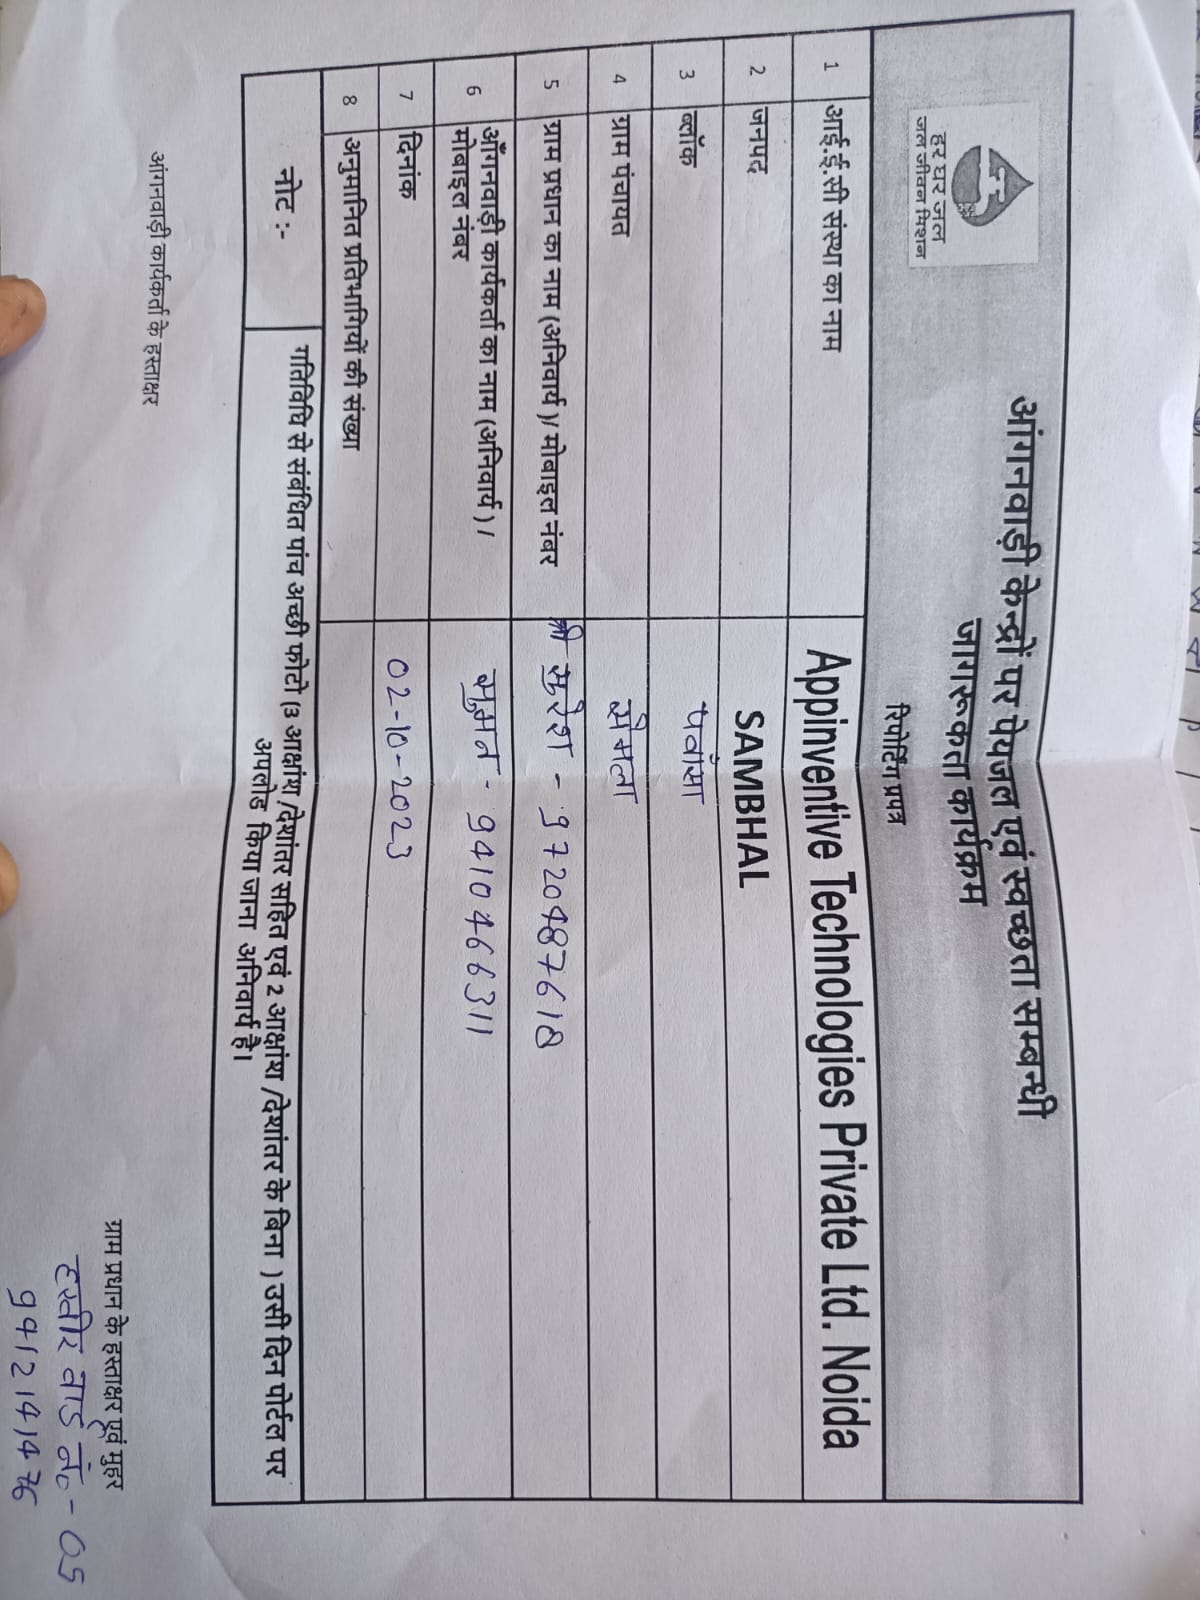 हर घर जल
जल जीवन मिशन
आंगनवाड़ी केन्द्रों पर पेयजल एवं स्वच्छता सम्बन्धी
जागरूकता कार्यक्रम
रिपोर्टिंग प्रपत्र
1 आई.ई.सी संस्था का नाम Appinventive Technologies Private Ltd. Noida
2 जनपद SAMBHAL
3 ब्लॉक पवांसा
4 ग्राम पंचायत
5 ग्राम प्रधान का नाम (अनिवार्य )/ मोबाइल नंबर श्री सुरेश - 9720487618
6 आँगनवाड़ी कार्यकर्ता का नाम (अनिवार्य ) /
मोबाइल नंबर सुमन - 9410466311
7 दिनांक 02-10-2023
8 अनुमानित प्रतिभागियों की संख्या
नोट :- गतिविधि से संबंधित पांच अच्छी फोटो (3 आक्षांश /देशांतर सहित एवं 2 आक्षांश /देशांतर के बिना ) उसी दिन पोर्टल पर
अपलोड किया जाना अनिवार्य है।
आंगनवाड़ी कार्यकर्ता के हस्ताक्षर
ग्राम प्रधान के हस्ताक्षर एवं मुहर
वार्ड नं० - 05
9412141476